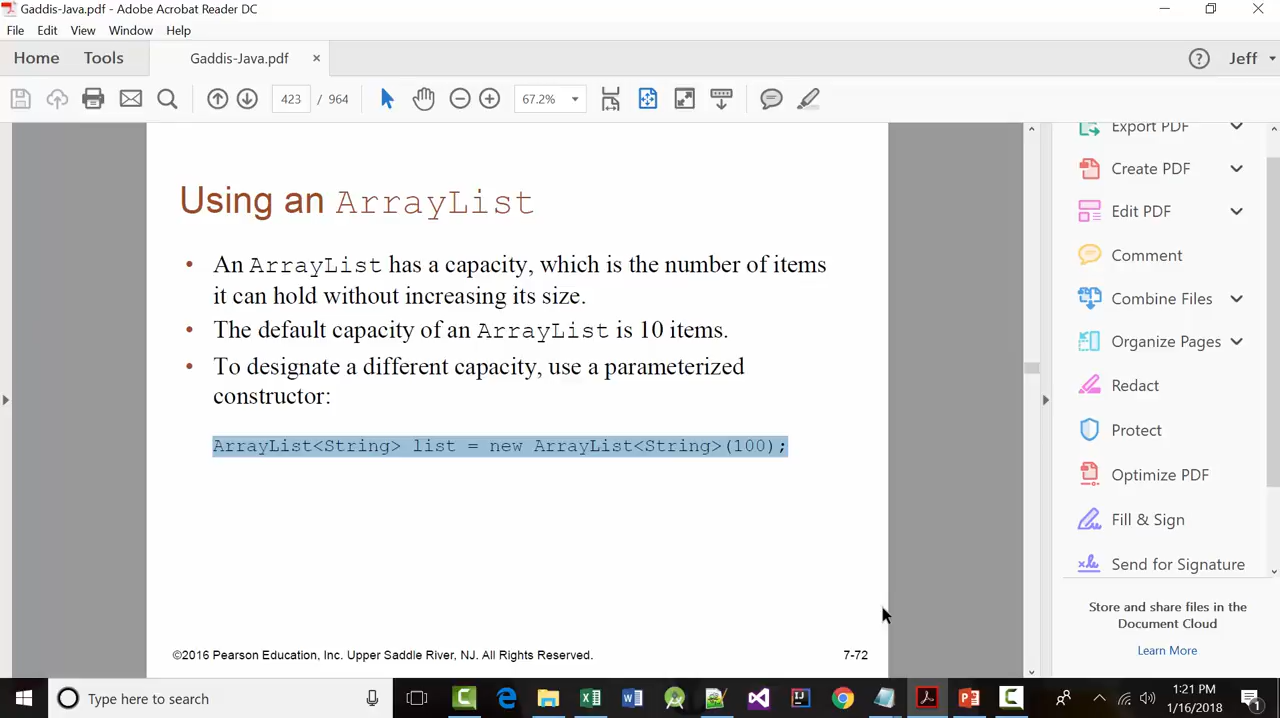 Gaddis-Java.pdf - Adobe Acrobat Reader DC
File Edit View Window Help
Home Tools Gaddis-Java.pdf × Jeff
423 / 964 67.2%
Export PDF
Create PDF
Edit PDF
Comment
Combine Files
Organize Pages
Redact
Protect
Optimize PDF
Fill & Sign
Send for Signature
Store and share files in the
Document Cloud
Learn More
Using an ArrayList
• An ArrayList has a capacity, which is the number of items
it can hold without increasing its size.
• The default capacity of an ArrayList is 10 items.
• To designate a different capacity, use a parameterized
constructor:
ArrayList<String> list = new ArrayList<String>(100);
©2016 Pearson Education, Inc. Upper Saddle River, NJ. All Rights Reserved. 7-72
Type here to search
1:21 PM
1/16/2018